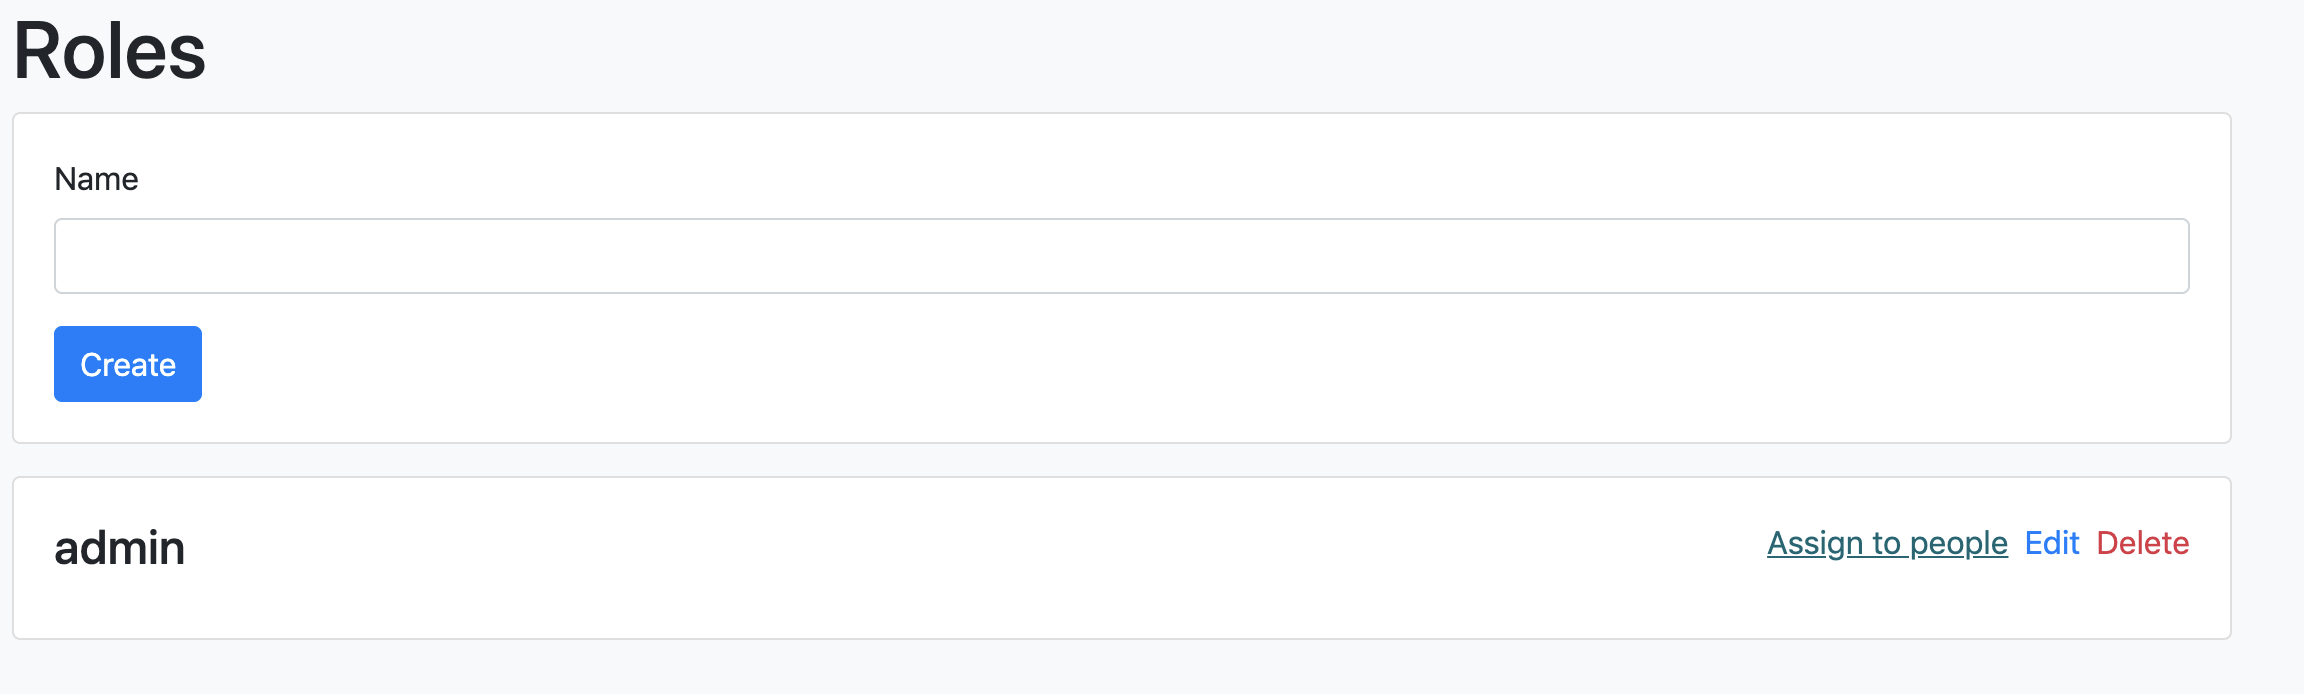 Roles
Name
Create
admin
Assign to people Edit Delete